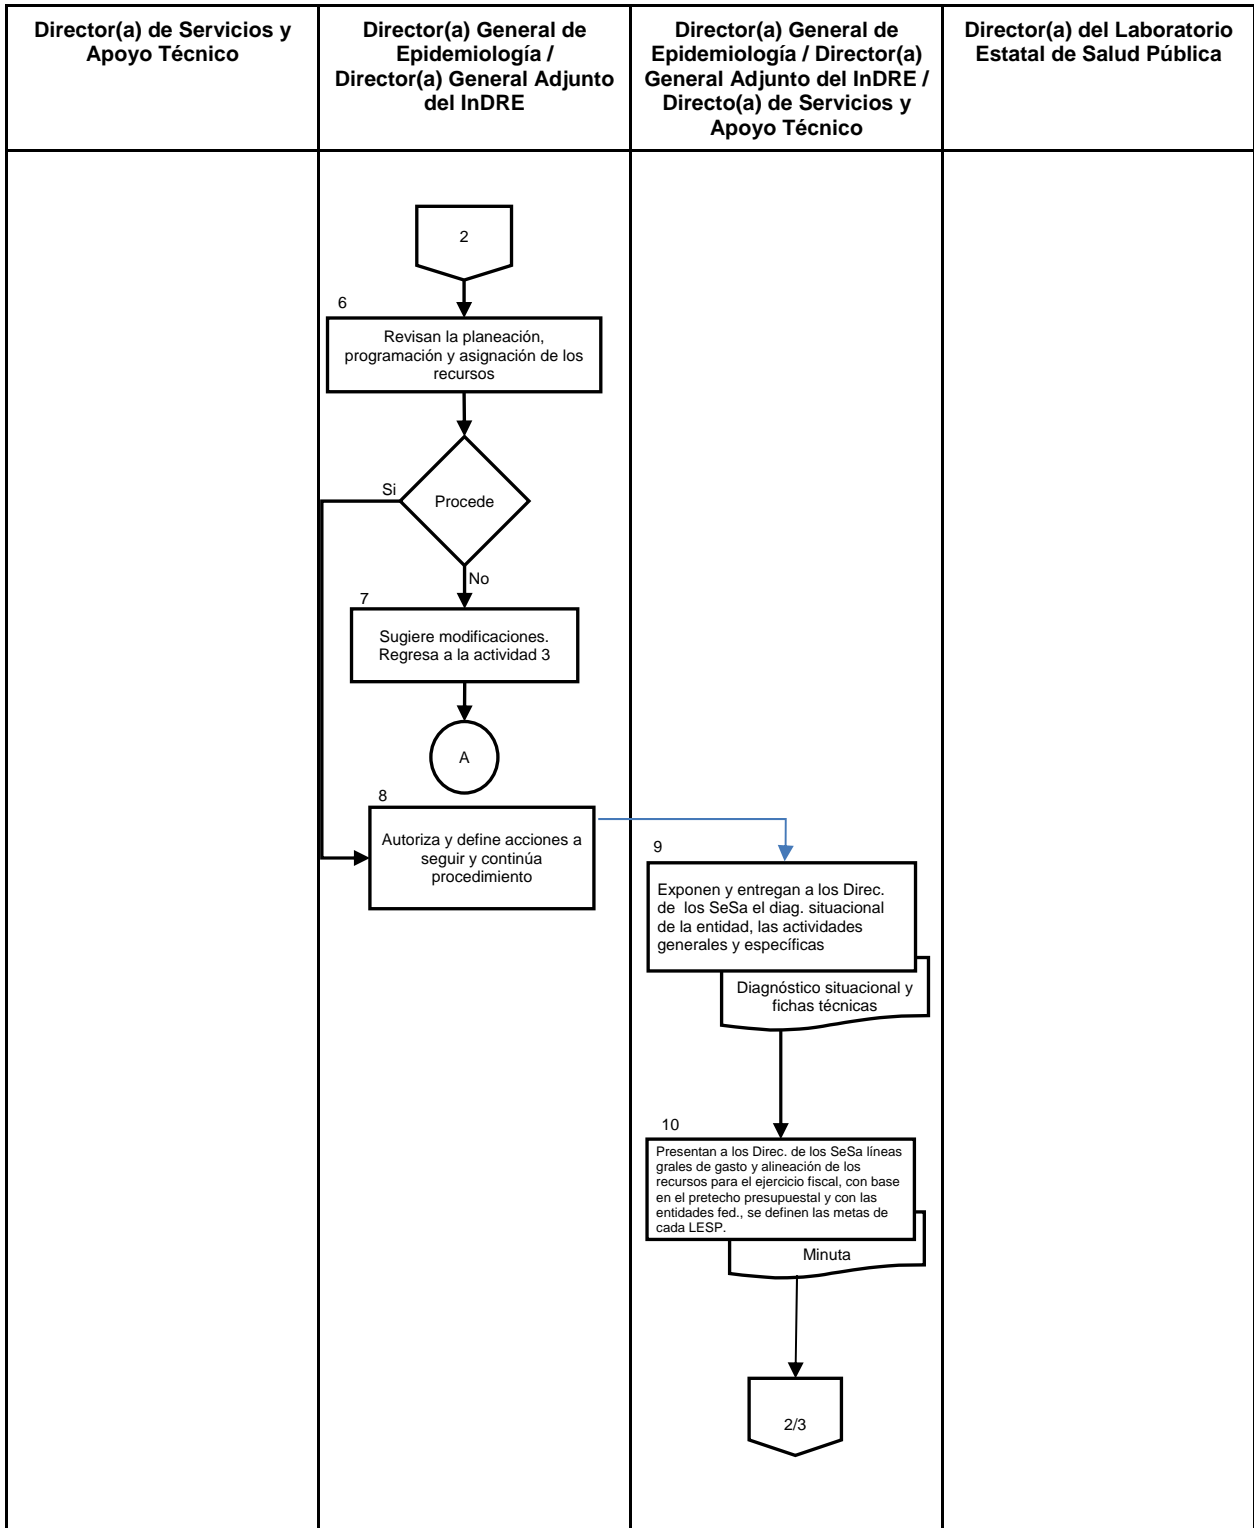 Director(a) de Servicios y
Apoyo Técnico
Director(a) General de
Epidemiología /
Director(a) General Adjunto
del InDRE
Director(a) General de
Epidemiología / Director(a)
General Adjunto del InDRE /
Directo(a) de Servicios y
Apoyo Técnico
Director(a) del Laboratorio
Estatal de Salud Pública
2
6
Revisan la planeación,
programación y asignación de los
recursos
Si
Procede
No
7
Sugiere modificaciones.
Regresa a la actividad 3
A
8
Autoriza y define acciones a
seguir y continúa
procedimiento
9
Exponen y entregan a los Direc.
de los SeSa el diag. situacional
de la entidad, las actividades
generales y específicas
Diagnóstico situacional y
fichas técnicas
10
Presentan a los Direc. de los SeSa líneas
grales de gasto y alineación de los
recursos para el ejercicio fiscal, con base
en el pretecho presupuestal y con las
entidades fed., se definen las metas de
cada LESP.
Minuta
2/3